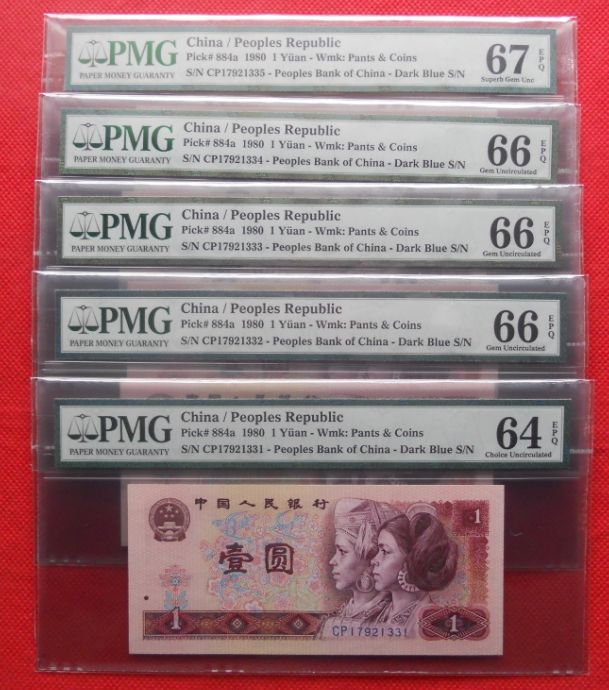 PMG
PAPER MONEY GUARANTY
China / Peoples Republic
Pick# 884a 1980 1 Yüan - Wmk: Pants & Coins
S/N CP17921335 - Peoples Bank of China - Dark Blue S/N
67 EPQ
Superb Gem Unc
PMG
PAPER MONEY GUARANTY
China / Peoples Republic
Pick# 884a 1980 1 Yüan - Wmk: Pants & Coins
S/N CP17921334 - Peoples Bank of China - Dark Blue S/N
66 EPQ
Gem Uncirculated
PMG
PAPER MONEY GUARANTY
China / Peoples Republic
Pick# 884a 1980 1 Yüan - Wmk: Pants & Coins
S/N CP17921333 - Peoples Bank of China - Dark Blue S/N
66 EPQ
Gem Uncirculated
PMG
PAPER MONEY GUARANTY
China / Peoples Republic
Pick# 884a 1980 1 Yüan - Wmk: Pants & Coins
S/N CP17921332 - Peoples Bank of China - Dark Blue S/N
66 EPQ
Gem Uncirculated
PMG
PAPER MONEY GUARANTY
China / Peoples Republic
Pick# 884a 1980 1 Yüan - Wmk: Pants & Coins
S/N CP17921331 - Peoples Bank of China - Dark Blue S/N
64 EPQ
Choice Uncirculated
中国人民银行
1
壹圆
CP17921331
1
1